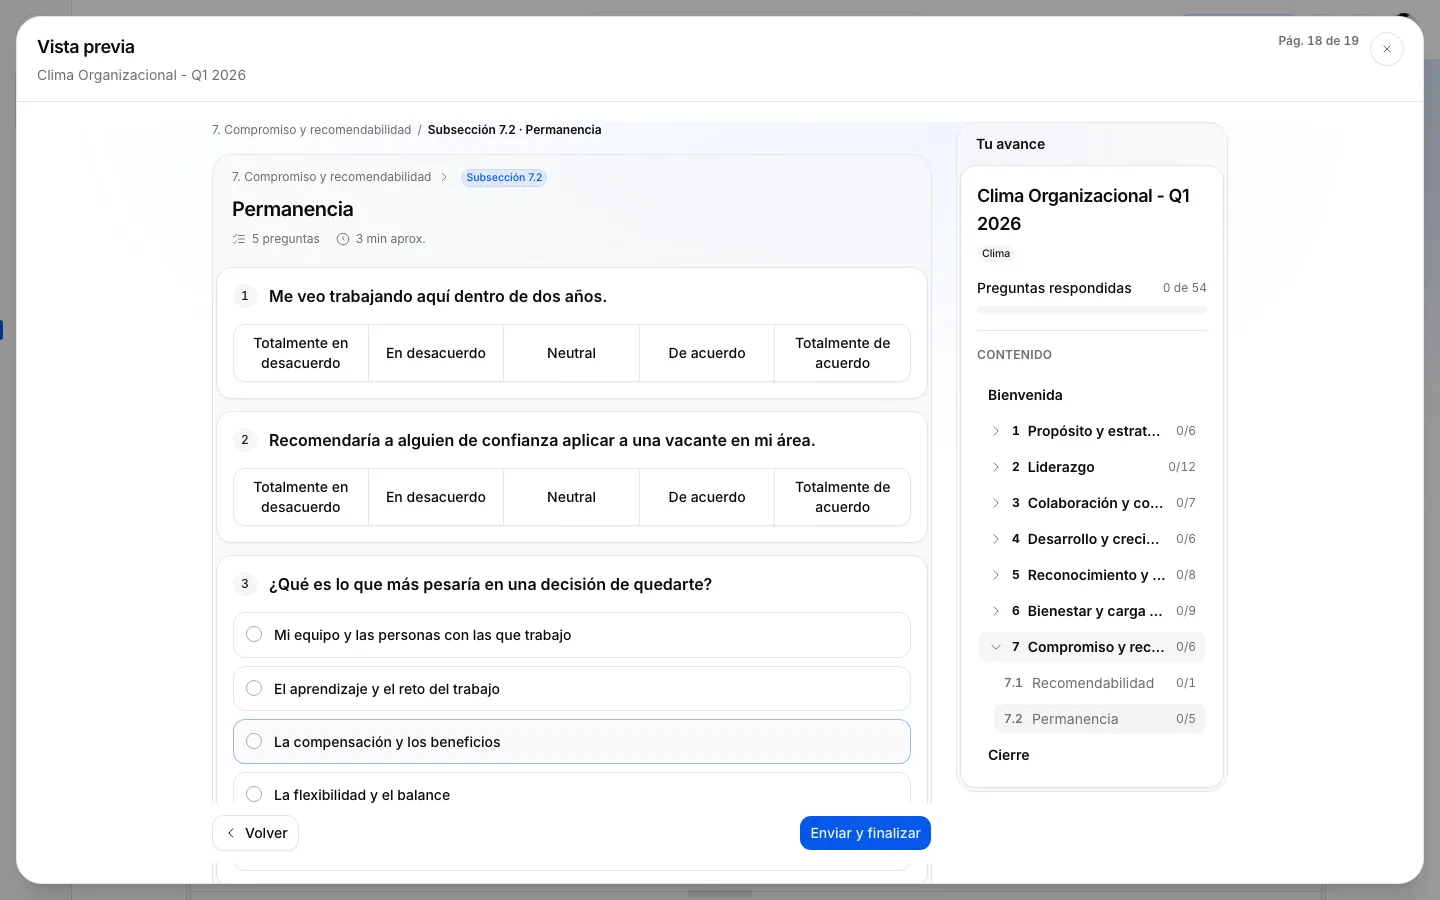 Vista previa
Clima Organizacional - Q1 2026
Pág. 18 de 19
7. Compromiso y recomendabilidad / Subsección 7.2 · Permanencia
7. Compromiso y recomendabilidad > Subsección 7.2
Permanencia
5 preguntas 3 min aprox.
1 Me veo trabajando aquí dentro de dos años.
Totalmente en desacuerdo
En desacuerdo
Neutral
De acuerdo
Totalmente de acuerdo
2 Recomendaría a alguien de confianza aplicar a una vacante en mi área.
Totalmente en desacuerdo
En desacuerdo
Neutral
De acuerdo
Totalmente de acuerdo
3 ¿Qué es lo que más pesaría en una decisión de quedarte?
Mi equipo y las personas con las que trabajo
El aprendizaje y el reto del trabajo
La compensación y los beneficios
La flexibilidad y el balance
Volver
Enviar y finalizar
Tu avance
Clima Organizacional - Q1
2026
Clima
Preguntas respondidas 0 de 54
CONTENIDO
Bienvenida
1 Propósito y estrat... 0/6
2 Liderazgo 0/12
3 Colaboración y co... 0/7
4 Desarrollo y creci... 0/6
5 Reconocimiento y ... 0/8
6 Bienestar y carga ... 0/9
7 Compromiso y rec... 0/6
7.1 Recomendabilidad 0/1
7.2 Permanencia 0/5
Cierre